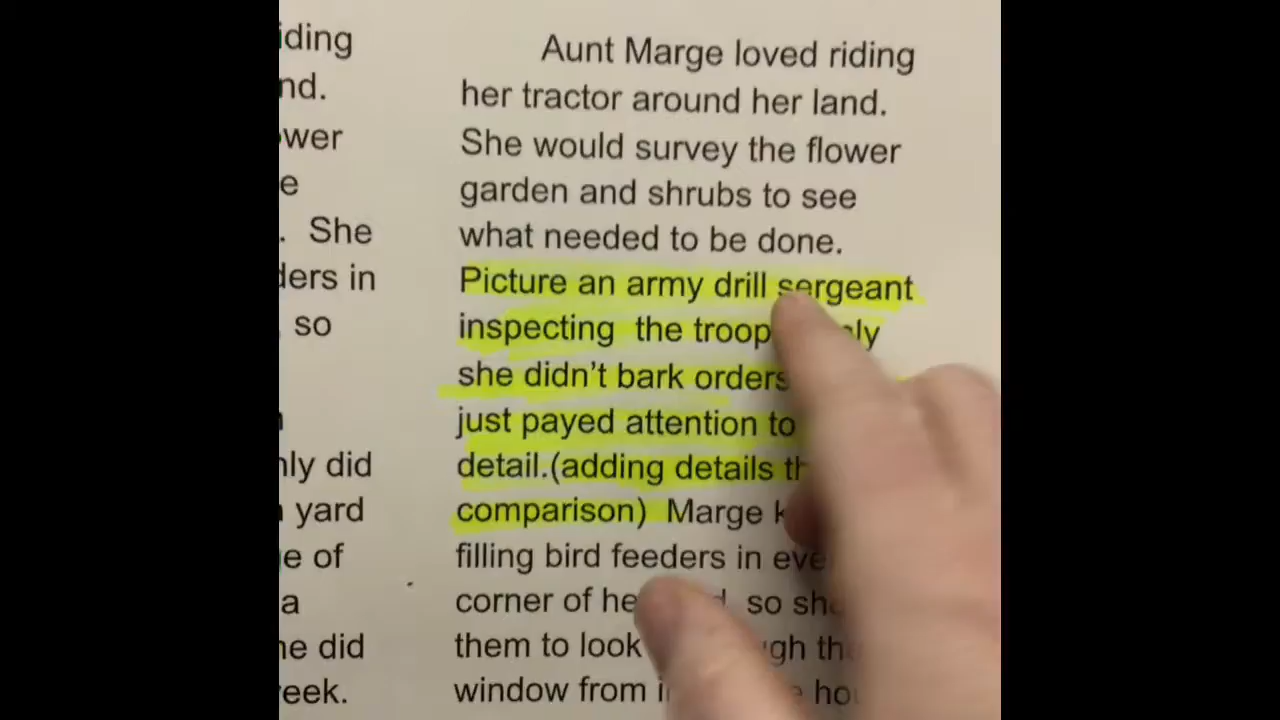 iding
nd.
wer
e
. She
ders in
so
nly did
yard
e of
a
he did
eek.
Aunt Marge loved riding
her tractor around her land.
She would survey the flower
garden and shrubs to see
what needed to be done.
Picture an army drill sergeant
inspecting the troop
she didn't bark orders
just payed attention to
detail.(adding details
comparison) Marge
filling bird feeders in
corner of
them to look
window from